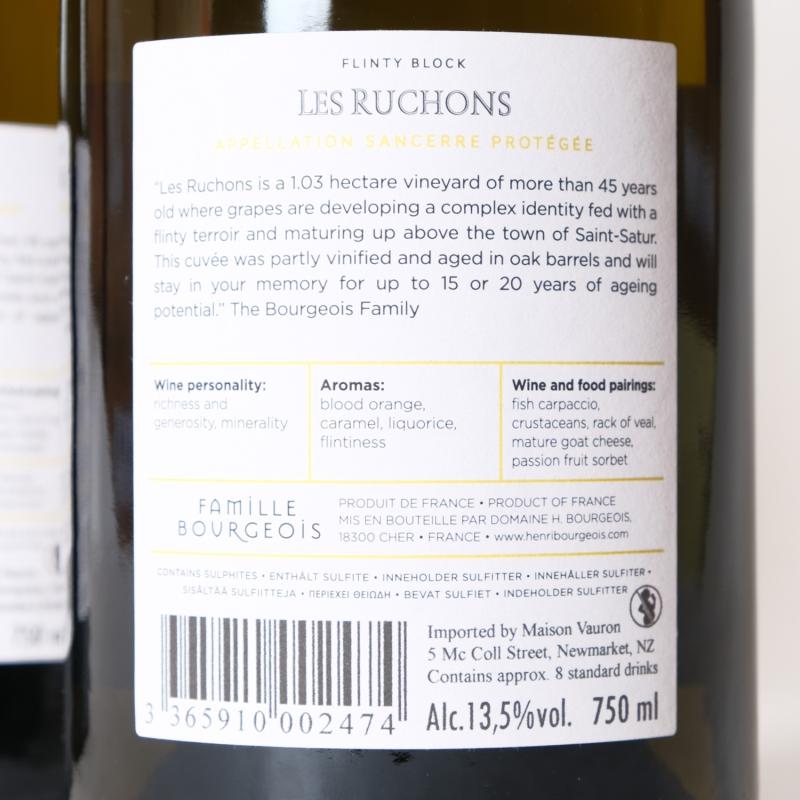 FLINTY BLOCK
LES RUCHONS
APPELLATION SANCERRE PROTÉGÉE
"Les Ruchons is a 1.03 hectare vineyard of more than 45 years
old where grapes are developing a complex identity fed with a
flinty terroir and maturing up above the town of Saint-Satur.
This cuvée was partly vinified and aged in oak barrels and will
stay in your memory for up to 15 or 20 years of ageing
potential." The Bourgeois Family
Wine personality:
richness and
generosity, minerality
Aromas:
blood orange,
caramel, liquorice,
flintiness
Wine and food pairings:
fish carpaccio,
crustaceans, rack of veal,
mature goat cheese,
passion fruit sorbet
FAMILLE
BOURGEOIS
PRODUIT DE FRANCE • PRODUCT OF FRANCE
MIS EN BOUTEILLE PAR DOMAINE H. BOURGEOIS,
18300 CHER • FRANCE • www.henribourgeois.com
CONTAINS SULPHITES • ENTHÄLT SULFITE • INNEHOLDER SULFITTER • INNEHÅLLER SULFITER •
SISÄLTÄÄ SULFIITTEJA • ΠΕΡΙΕΧΕΙ ΘΕΙΩΔΗ • BEVAT SULFIET • INDEHOLDER SULFITTER
Imported by Maison Vauron
5 Mc Coll Street, Newmarket, NZ
Contains approx. 8 standard drinks
3 365910 002474
Alc.13,5%vol. 750 ml